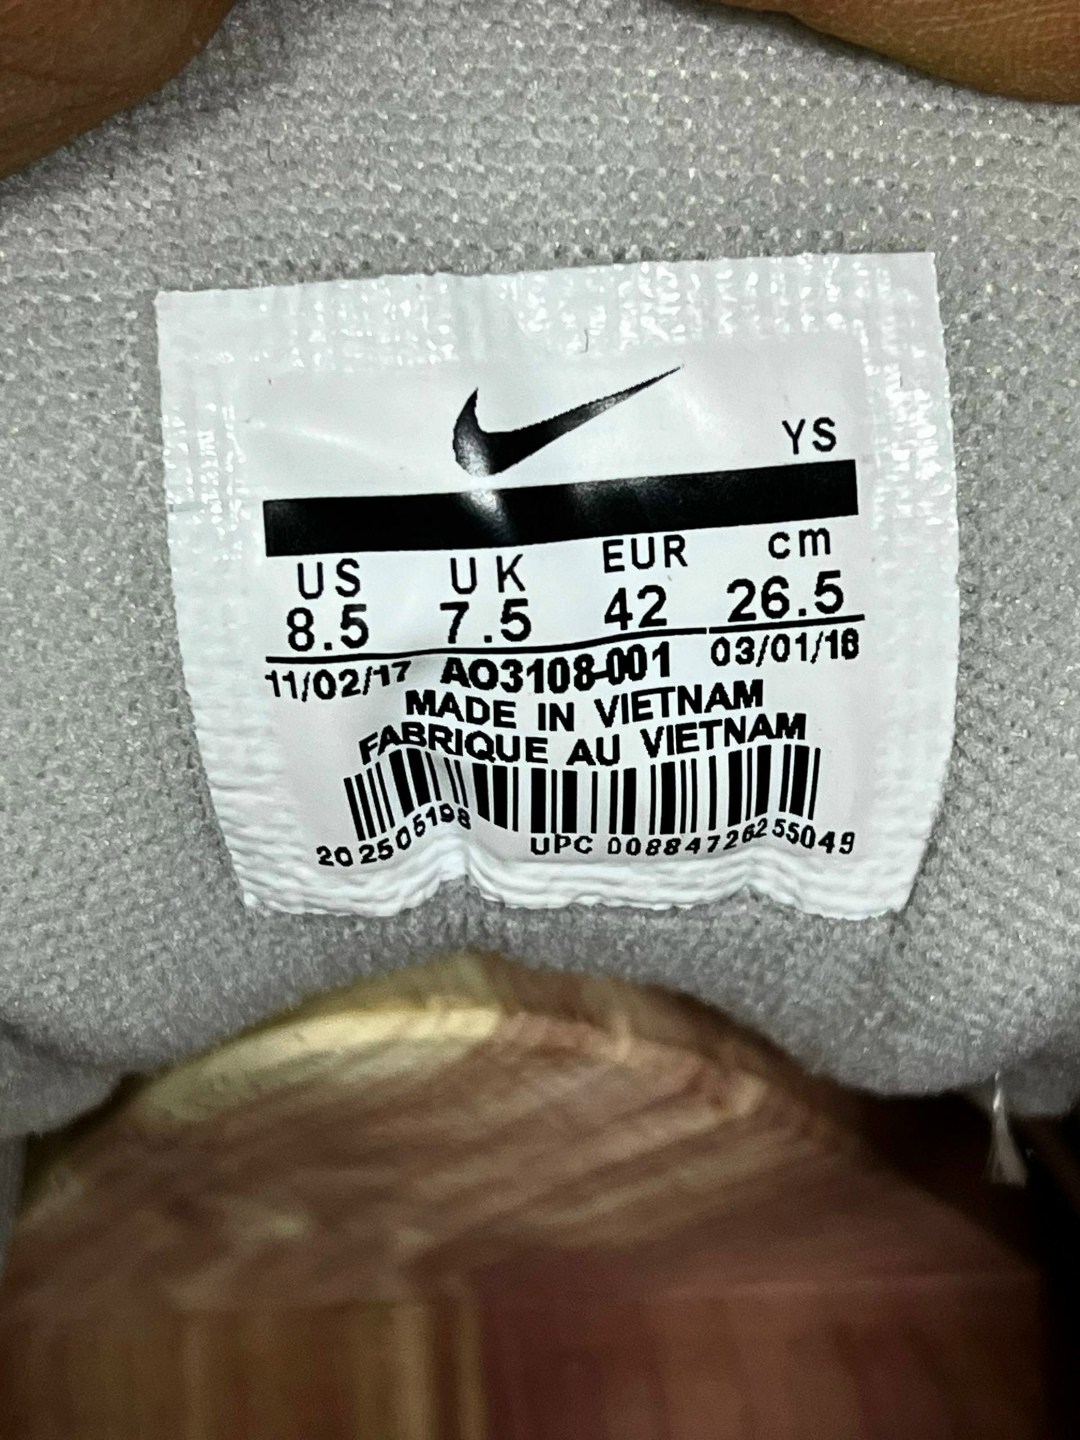 YS
US UK EUR cm
8.5 7.5 42 26.5
11/02/17 AO3108-001 03/01/18
MADE IN VIETNAM
FABRIQUE AU VIETNAM
202505198 UPC 00884726255049